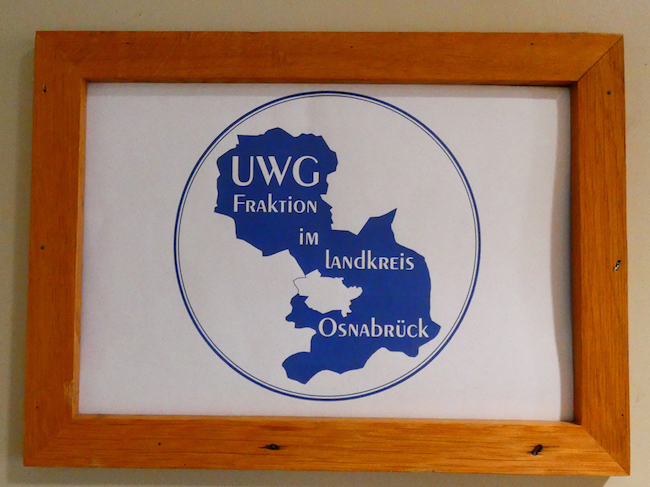 UWG
Fraktion
im
Landkreis
Osnabrück